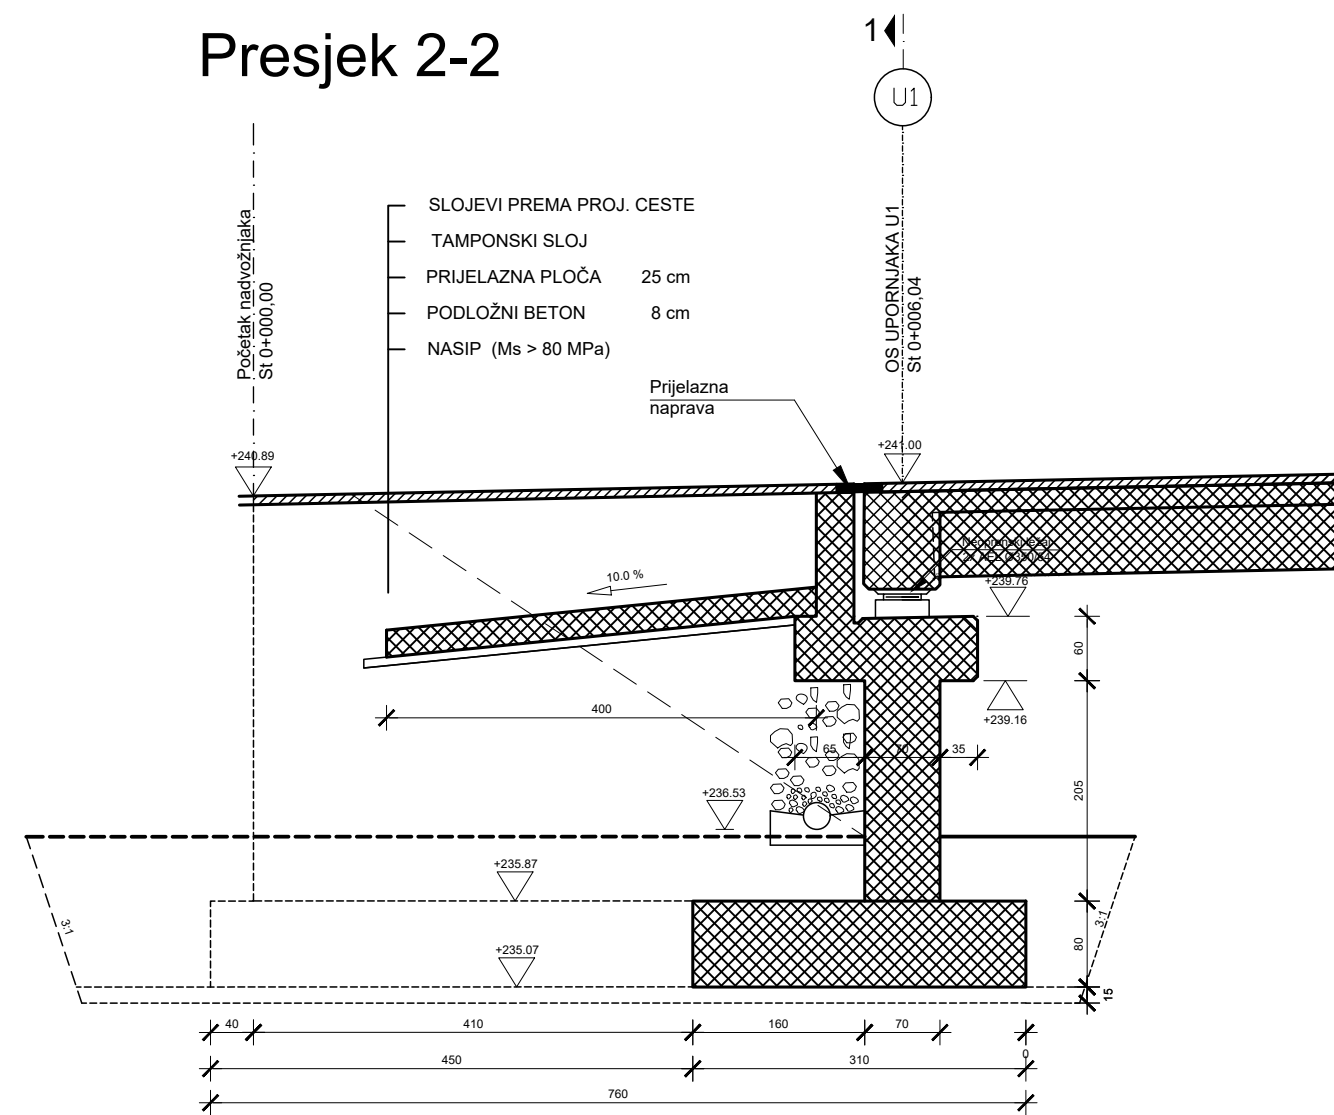 Presjek 2-2
1
U1
Početak nadvožnjaka
St 0+000,00
SLOJEVI PREMA PROJ. CESTE
TAMPONSKI SLOJ
PRIJELAZNA PLOČA 25 cm
PODLOŽNI BETON 8 cm
NASIP (Ms > 80 MPa)
OS UPORNJAKA U1
St 0+006,04
Prijelazna
naprava
+240.89
+241.00
Neoprenski ležaj
+239.76
10.0 %
60
400
+239.16
65
70
35
+236.53
205
+235.87
3:1
3:1
+235.07
80
15
40
410
160
70
0
450
310
760